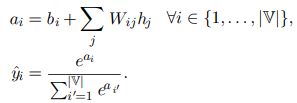 a_i = b_i + \sum_j W_{ij} h_j \quad \forall i \in \{1, \ldots, |\mathbb{V}|\},
\hat{y}_i = \frac{e^{a_i}}{\sum_{i'=1}^{|\mathbb{V}|} e^{a_{i'}}}.